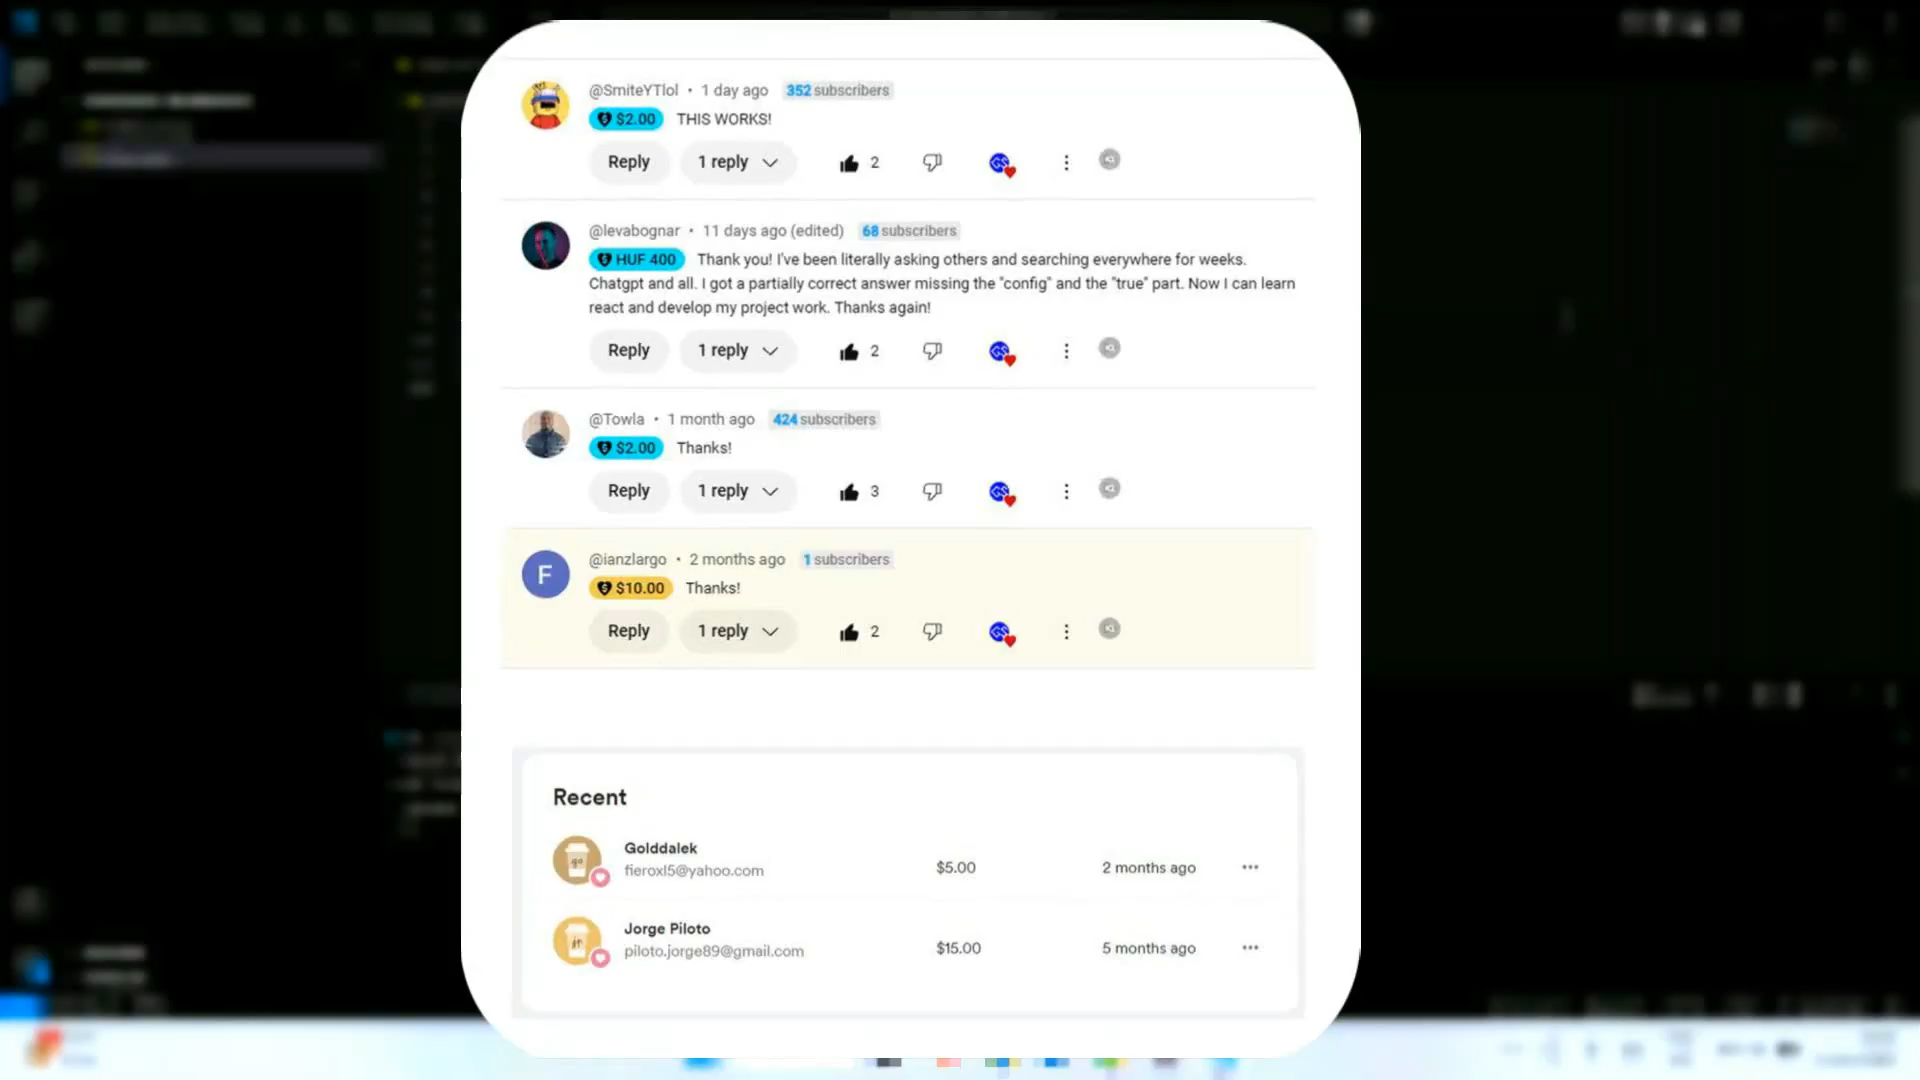 @SmiteYTlol • 1 day ago 352 subscribers
$2.00 THIS WORKS!
Reply 1 reply 2
@levabognar • 11 days ago (edited) 68 subscribers
HUF 400 Thank you! I've been literally asking others and searching everywhere for weeks.
Chatgpt and all. I got a partially correct answer missing the "config" and the "true" part. Now I can learn
react and develop my project work. Thanks again!
Reply 1 reply 2
@Towla • 1 month ago 424 subscribers
$2.00 Thanks!
Reply 1 reply 3
F
@ianzlargo • 2 months ago 1 subscribers
$10.00 Thanks!
Reply 1 reply 2
Recent
go
Golddalek
fieroxl5@yahoo.com
$5.00 2 months ago
Jorge Piloto
piloto.jorge89@gmail.com
$15.00 5 months ago